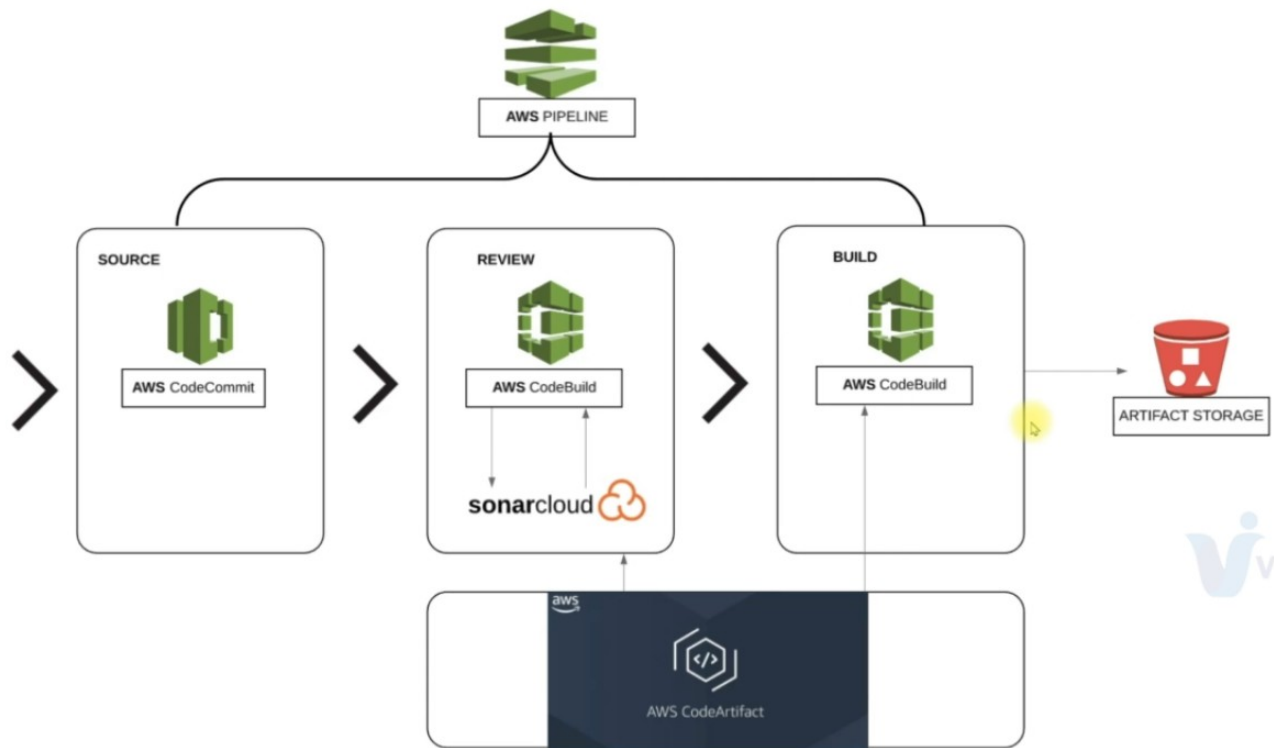 AWS PIPELINE
SOURCE
REVIEW
BUILD
AWS CodeCommit
AWS CodeBuild
AWS CodeBuild
ARTIFACT STORAGE
sonarcloud
aws
</>
AWS CodeArtifact
V